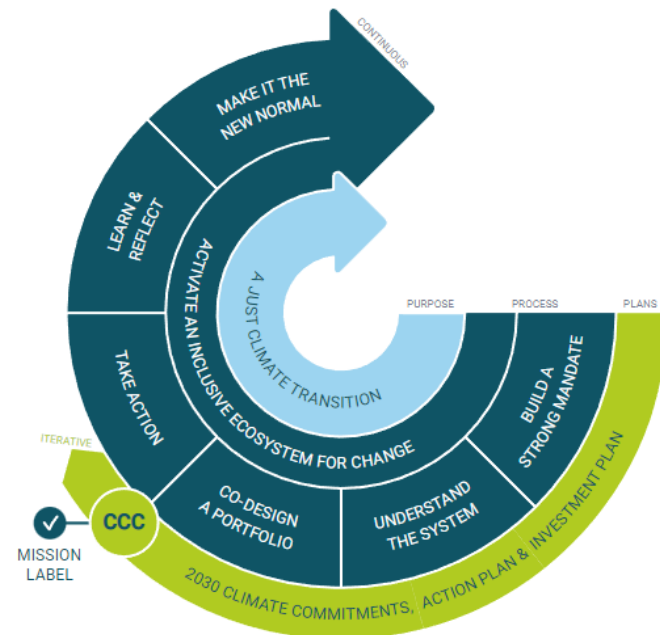 CONTINUOUS
MAKE IT THE
NEW NORMAL
LEARN &
REFLECT
ACTIVATE AN INCLUSIVE ECOSYSTEM FOR CHANGE
A JUST CLIMATE TRANSITION
PURPOSE
PROCESS
PLANS
BUILD A
STRONG MANDATE
TAKE ACTION
ITERATIVE
CO-DESIGN
A PORTFOLIO
UNDERSTAND
THE SYSTEM
CCC
MISSION
LABEL
2030 CLIMATE COMMITMENTS, ACTION PLAN & INVESTMENT PLAN